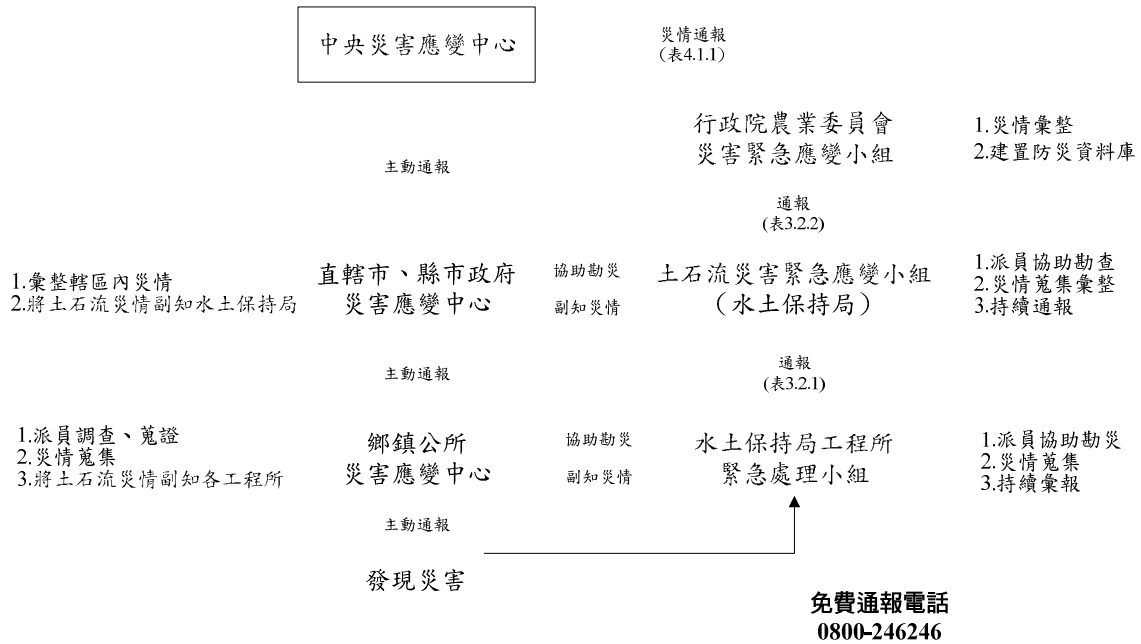 中央災害應變中心
災情通報
(表4.1.1)
行政院農業委員會
災害緊急應變小組
1.災情彙整
2.建置防災資料庫
主動通報
通報
(表3.2.2)
1.彙整轄區內災情
2.將土石流災情副知水土保持局
直轄市、縣市政府
災害應變中心
協助勘災
副知災情
土石流災害緊急應變小組
(水土保持局)
1.派員協助勘查
2.災情蒐集彙整
3.持續通報
主動通報
通報
(表3.2.1)
1.派員調查、蒐證
2.災情蒐集
3.將土石流災情副知各工程所
鄉鎮公所
災害應變中心
協助勘災
副知災情
水土保持局工程所
緊急處理小組
1.派員協助勘災
2.災情蒐集
3.持續彙報
主動通報
發現災害
免費通報電話
0800-246246